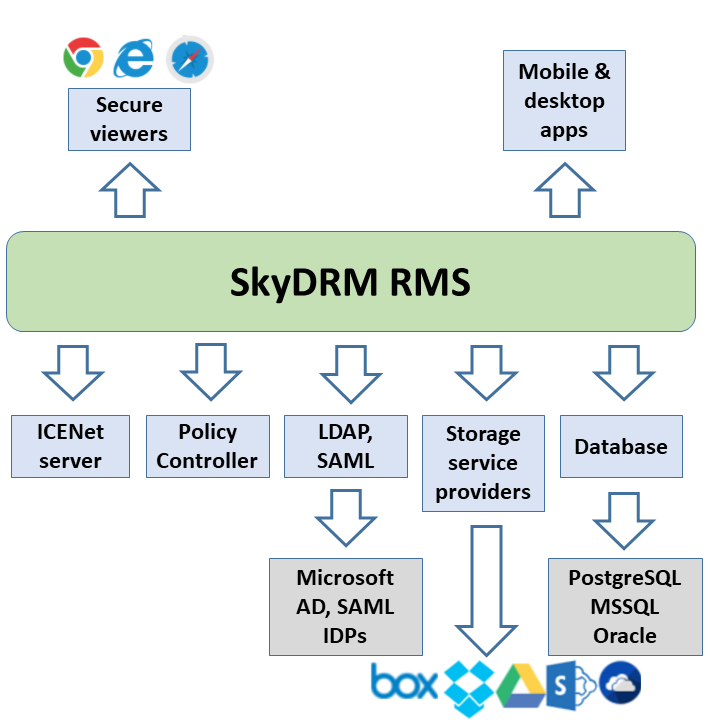 Secure
viewers
Mobile &
desktop
apps
SkyDRM RMS
ICENet
server
Policy
Controller
LDAP,
SAML
Storage
service
providers
Database
Microsoft
AD, SAML
IDPs
PostgreSQL
MSSQL
Oracle
box
S